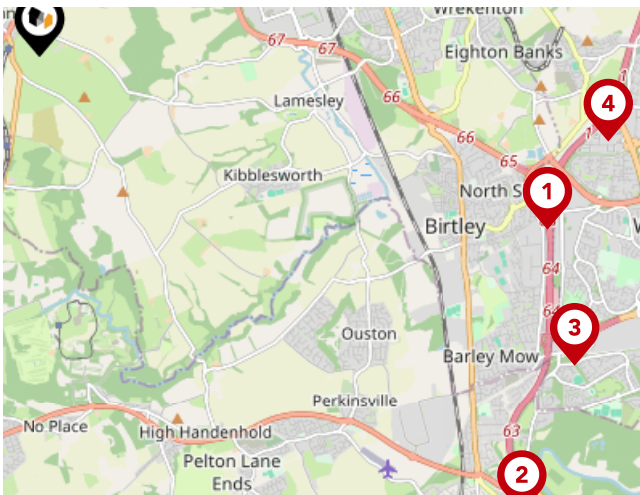 Wrekenton
67
67
Eighton Banks
1
4
Lamesley
66
66
65
Kibblesworth
North S
1
Birtley
W
64
64
3
Ouston
Barley Mow
Perkinsville
No Place
High Handenhold
63
Pelton Lane
Ends
2